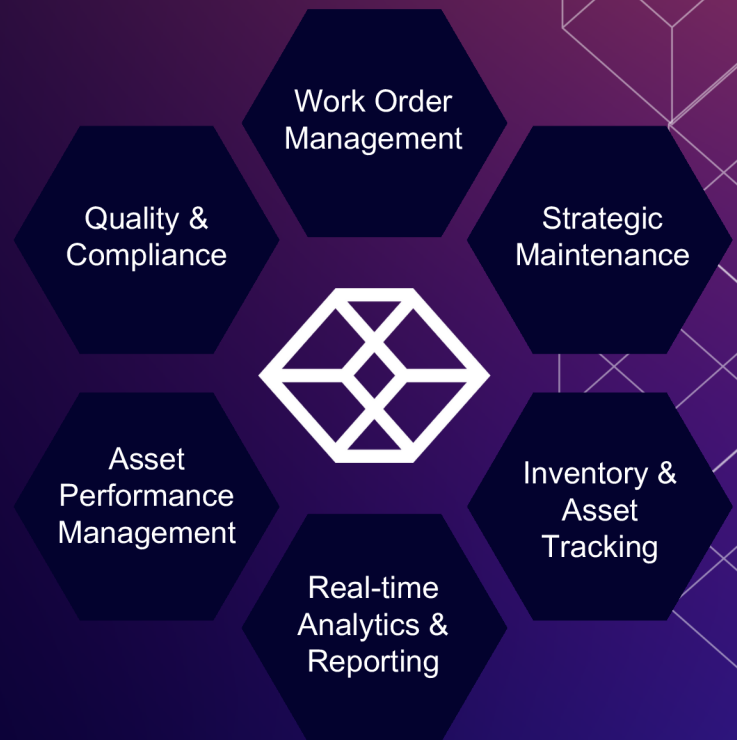 Work Order
Management
Quality &
Compliance
Strategic
Maintenance
Asset
Performance
Management
Inventory &
Asset
Tracking
Real-time
Analytics &
Reporting